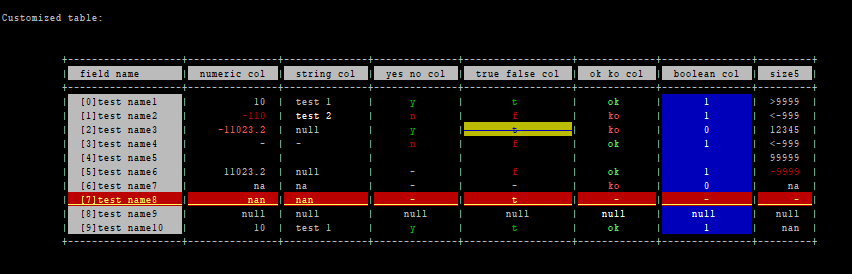 Customized table:
field name | numeric col | string col | yes no col | true false col | ok ko col | boolean col | size5
[0]test name1 | 10 | test 1 | y | t | ok | 1 | >9999
[1]test name2 | -110 | test 2 | n | f | ko | 1 | <-999
[2]test name3 | -11023.2 | null | y | t | ko | 0 | 12345
[3]test name4 | - | - | n | f | ok | 1 | <-999
[4]test name5 | | | | | | | 99999
[5]test name6 | 11023.2 | null | - | f | ok | 1 | -9999
[6]test name7 | na | na | - | - | ko | 0 | na
[7]test name8 | nan | nan | - | t | - | - | -
[8]test name9 | null | null | null | null | null | null | null
[9]test name10 | 10 | test 1 | y | t | ok | 1 | nan